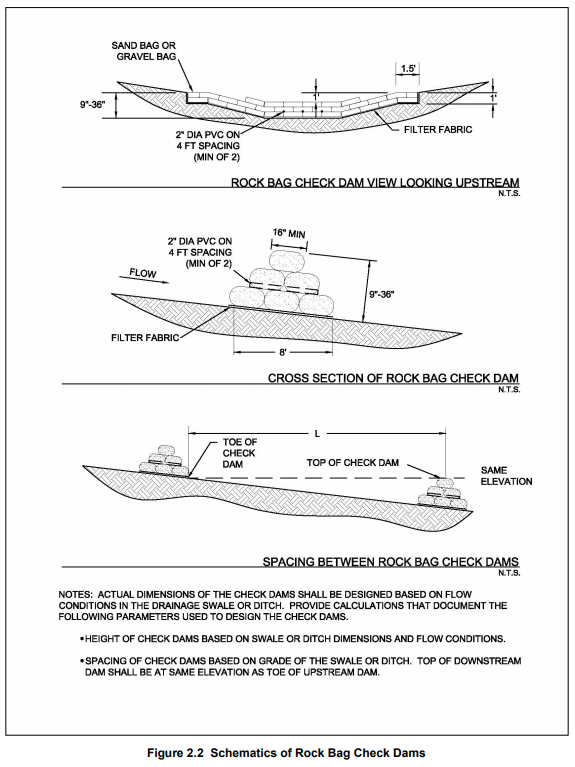 SAND BAG OR
GRAVEL BAG
1.5'
9"-36"
1'
1'
2" DIA PVC ON
4 FT SPACING
(MIN OF 2)
FILTER FABRIC
ROCK BAG CHECK DAM VIEW LOOKING UPSTREAM
N.T.S.
16" MIN
2" DIA PVC ON
4 FT SPACING
(MIN OF 2)
FLOW
9"-36"
FILTER FABRIC
8'
CROSS SECTION OF ROCK BAG CHECK DAM
N.T.S.
L
TOE OF
CHECK
DAM
TOP OF CHECK DAM
SAME
ELEVATION
SPACING BETWEEN ROCK BAG CHECK DAMS
N.T.S.
NOTES: ACTUAL DIMENSIONS OF THE CHECK DAMS SHALL BE DESIGNED BASED ON FLOW
CONDITIONS IN THE DRAINAGE SWALE OR DITCH. PROVIDE CALCULATIONS THAT DOCUMENT THE
FOLLOWING PARAMETERS USED TO DESIGN THE CHECK DAMS.
•HEIGHT OF CHECK DAMS BASED ON SWALE OR DITCH DIMENSIONS AND FLOW CONDITIONS.
•SPACING OF CHECK DAMS BASED ON GRADE OF THE SWALE OR DITCH. TOP OF DOWNSTREAM
DAM SHALL BE AT SAME ELEVATION AS TOE OF UPSTREAM DAM.
Figure 2.2 Schematics of Rock Bag Check Dams